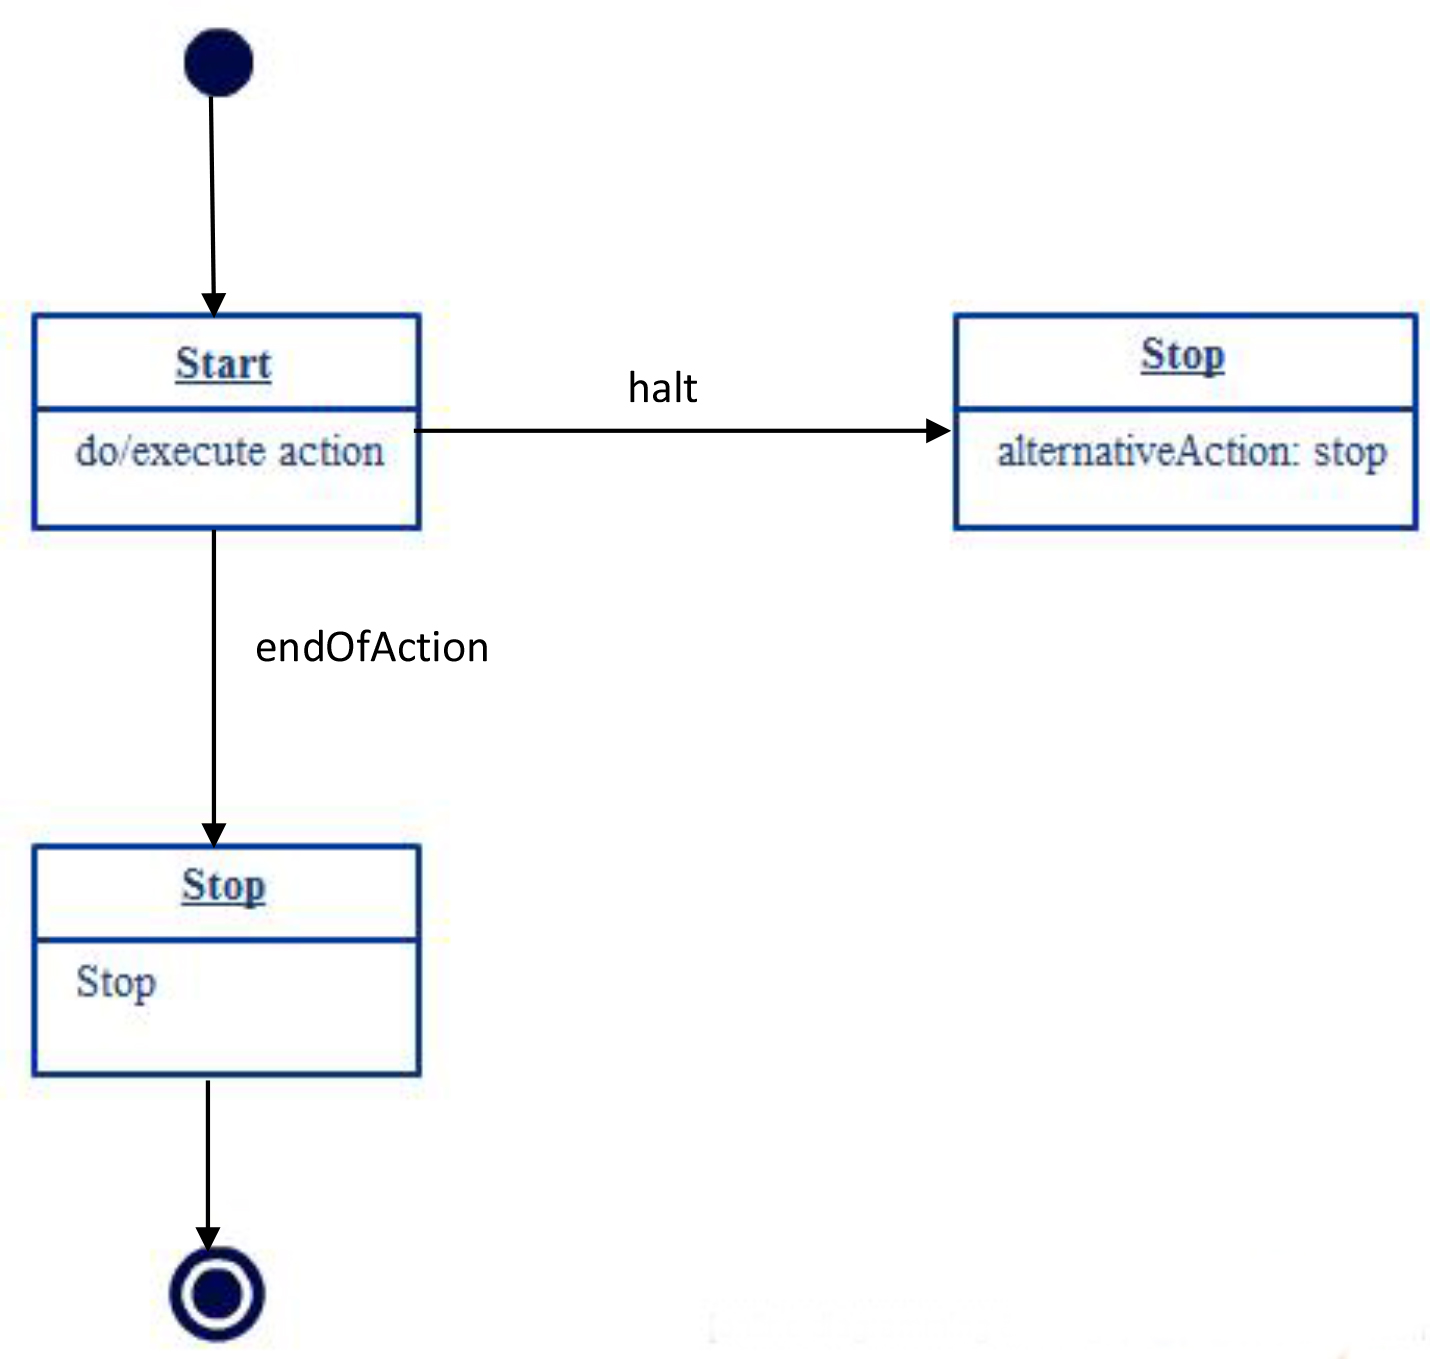 Start
do/execute action
halt
Stop
alternativeAction: stop
endOfAction
Stop
Stop